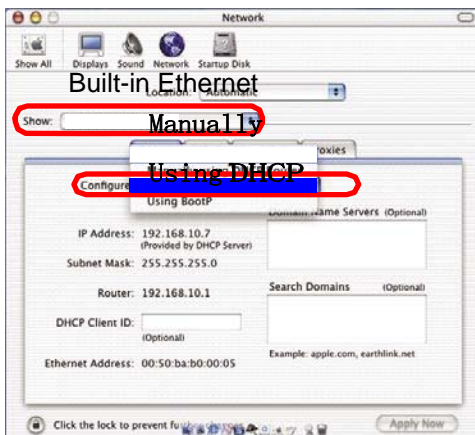 Network
Show All Displays Sound Network Startup Disk
Built-in Ethernet
Location: Automatic
Show:
Manually
Proxies
Using DHCP
Configure
Using BootP
Domain Name Servers (Optional)
IP Address: 192.168.10.7
(Provided by DHCP Server)
Subnet Mask: 255.255.255.0
Router: 192.168.10.1
Search Domains (Optional)
DHCP Client ID:
(Optional)
Example: apple.com, earthlink.net
Ethernet Address: 00:50:ba:b0:00:05
Click the lock to prevent
Apply Now